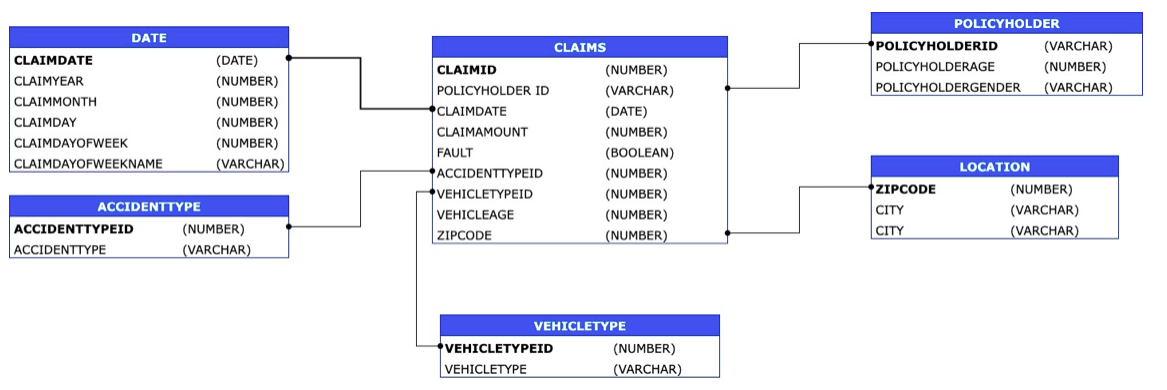 DATE
CLAIMDATE (DATE)
CLAIMYEAR (NUMBER)
CLAIMMONTH (NUMBER)
CLAIMDAY (NUMBER)
CLAIMDAYOFWEEK (NUMBER)
CLAIMDAYOFWEEKNAME (VARCHAR)
ACCIDENTTYPE
ACCIDENTTYPEID (NUMBER)
ACCIDENTTYPE (VARCHAR)
CLAIMS
CLAIMID (NUMBER)
POLICYHOLDER ID (VARCHAR)
CLAIMDATE (DATE)
CLAIMAMOUNT (NUMBER)
FAULT (BOOLEAN)
ACCIDENTTYPEID (NUMBER)
VEHICLETYPEID (NUMBER)
VEHICLEAGE (NUMBER)
ZIPCODE (NUMBER)
VEHICLETYPE
VEHICLETYPEID (NUMBER)
VEHICLETYPE (VARCHAR)
POLICYHOLDER
POLICYHOLDERID (VARCHAR)
POLICYHOLDERAGE (NUMBER)
POLICYHOLDERGENDER (VARCHAR)
LOCATION
ZIPCODE (NUMBER)
CITY (VARCHAR)
CITY (VARCHAR)